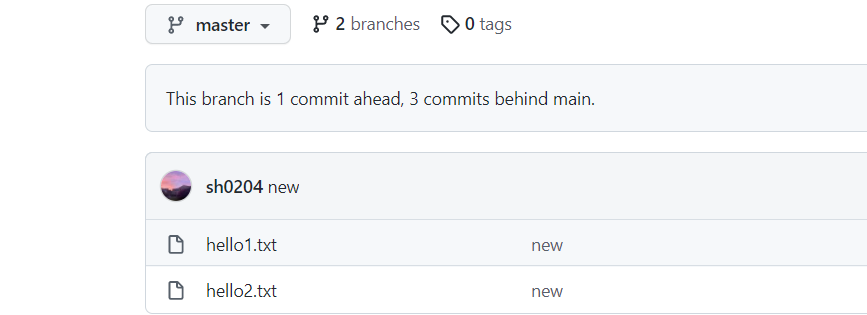 master 2 branches 0 tags
This branch is 1 commit ahead, 3 commits behind main.
sh0204 new
hello1.txt new
hello2.txt new